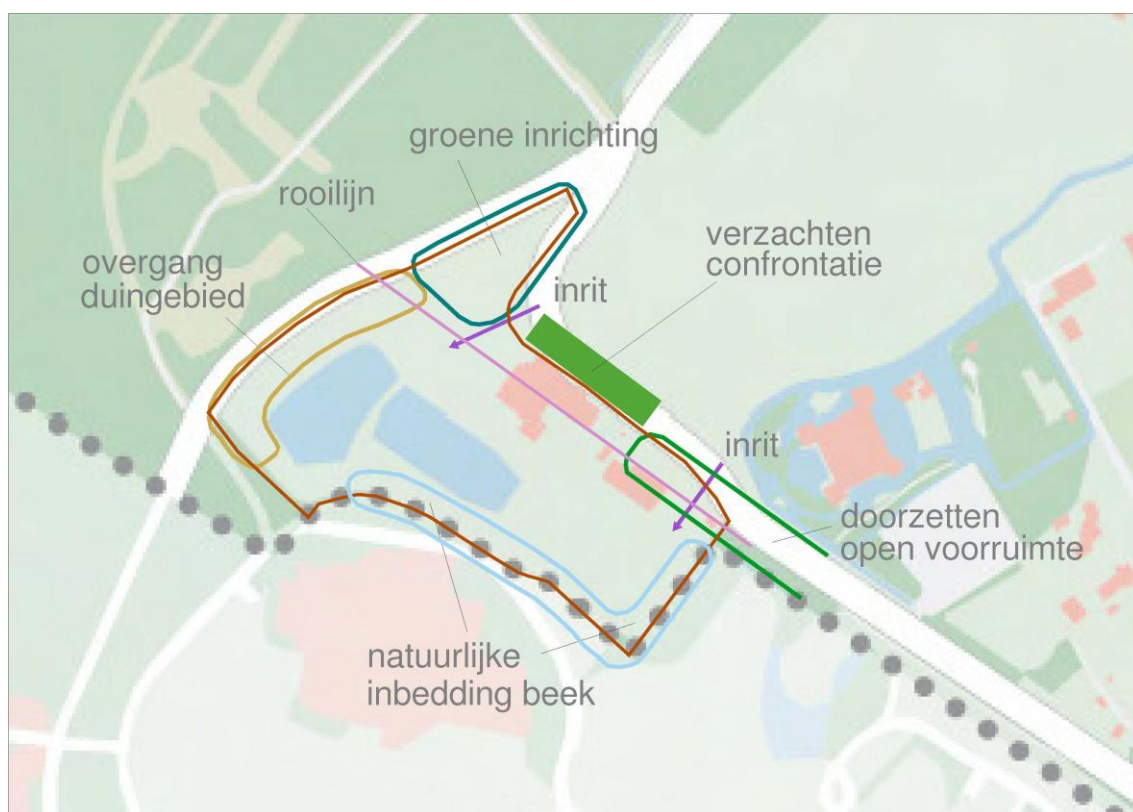 groene inrichting
rooilijn
verzachten
confrontatie
overgang
duingebied
inrit
inrit
doorzetten
open voorruimte
natuurlijke
inbedding beek